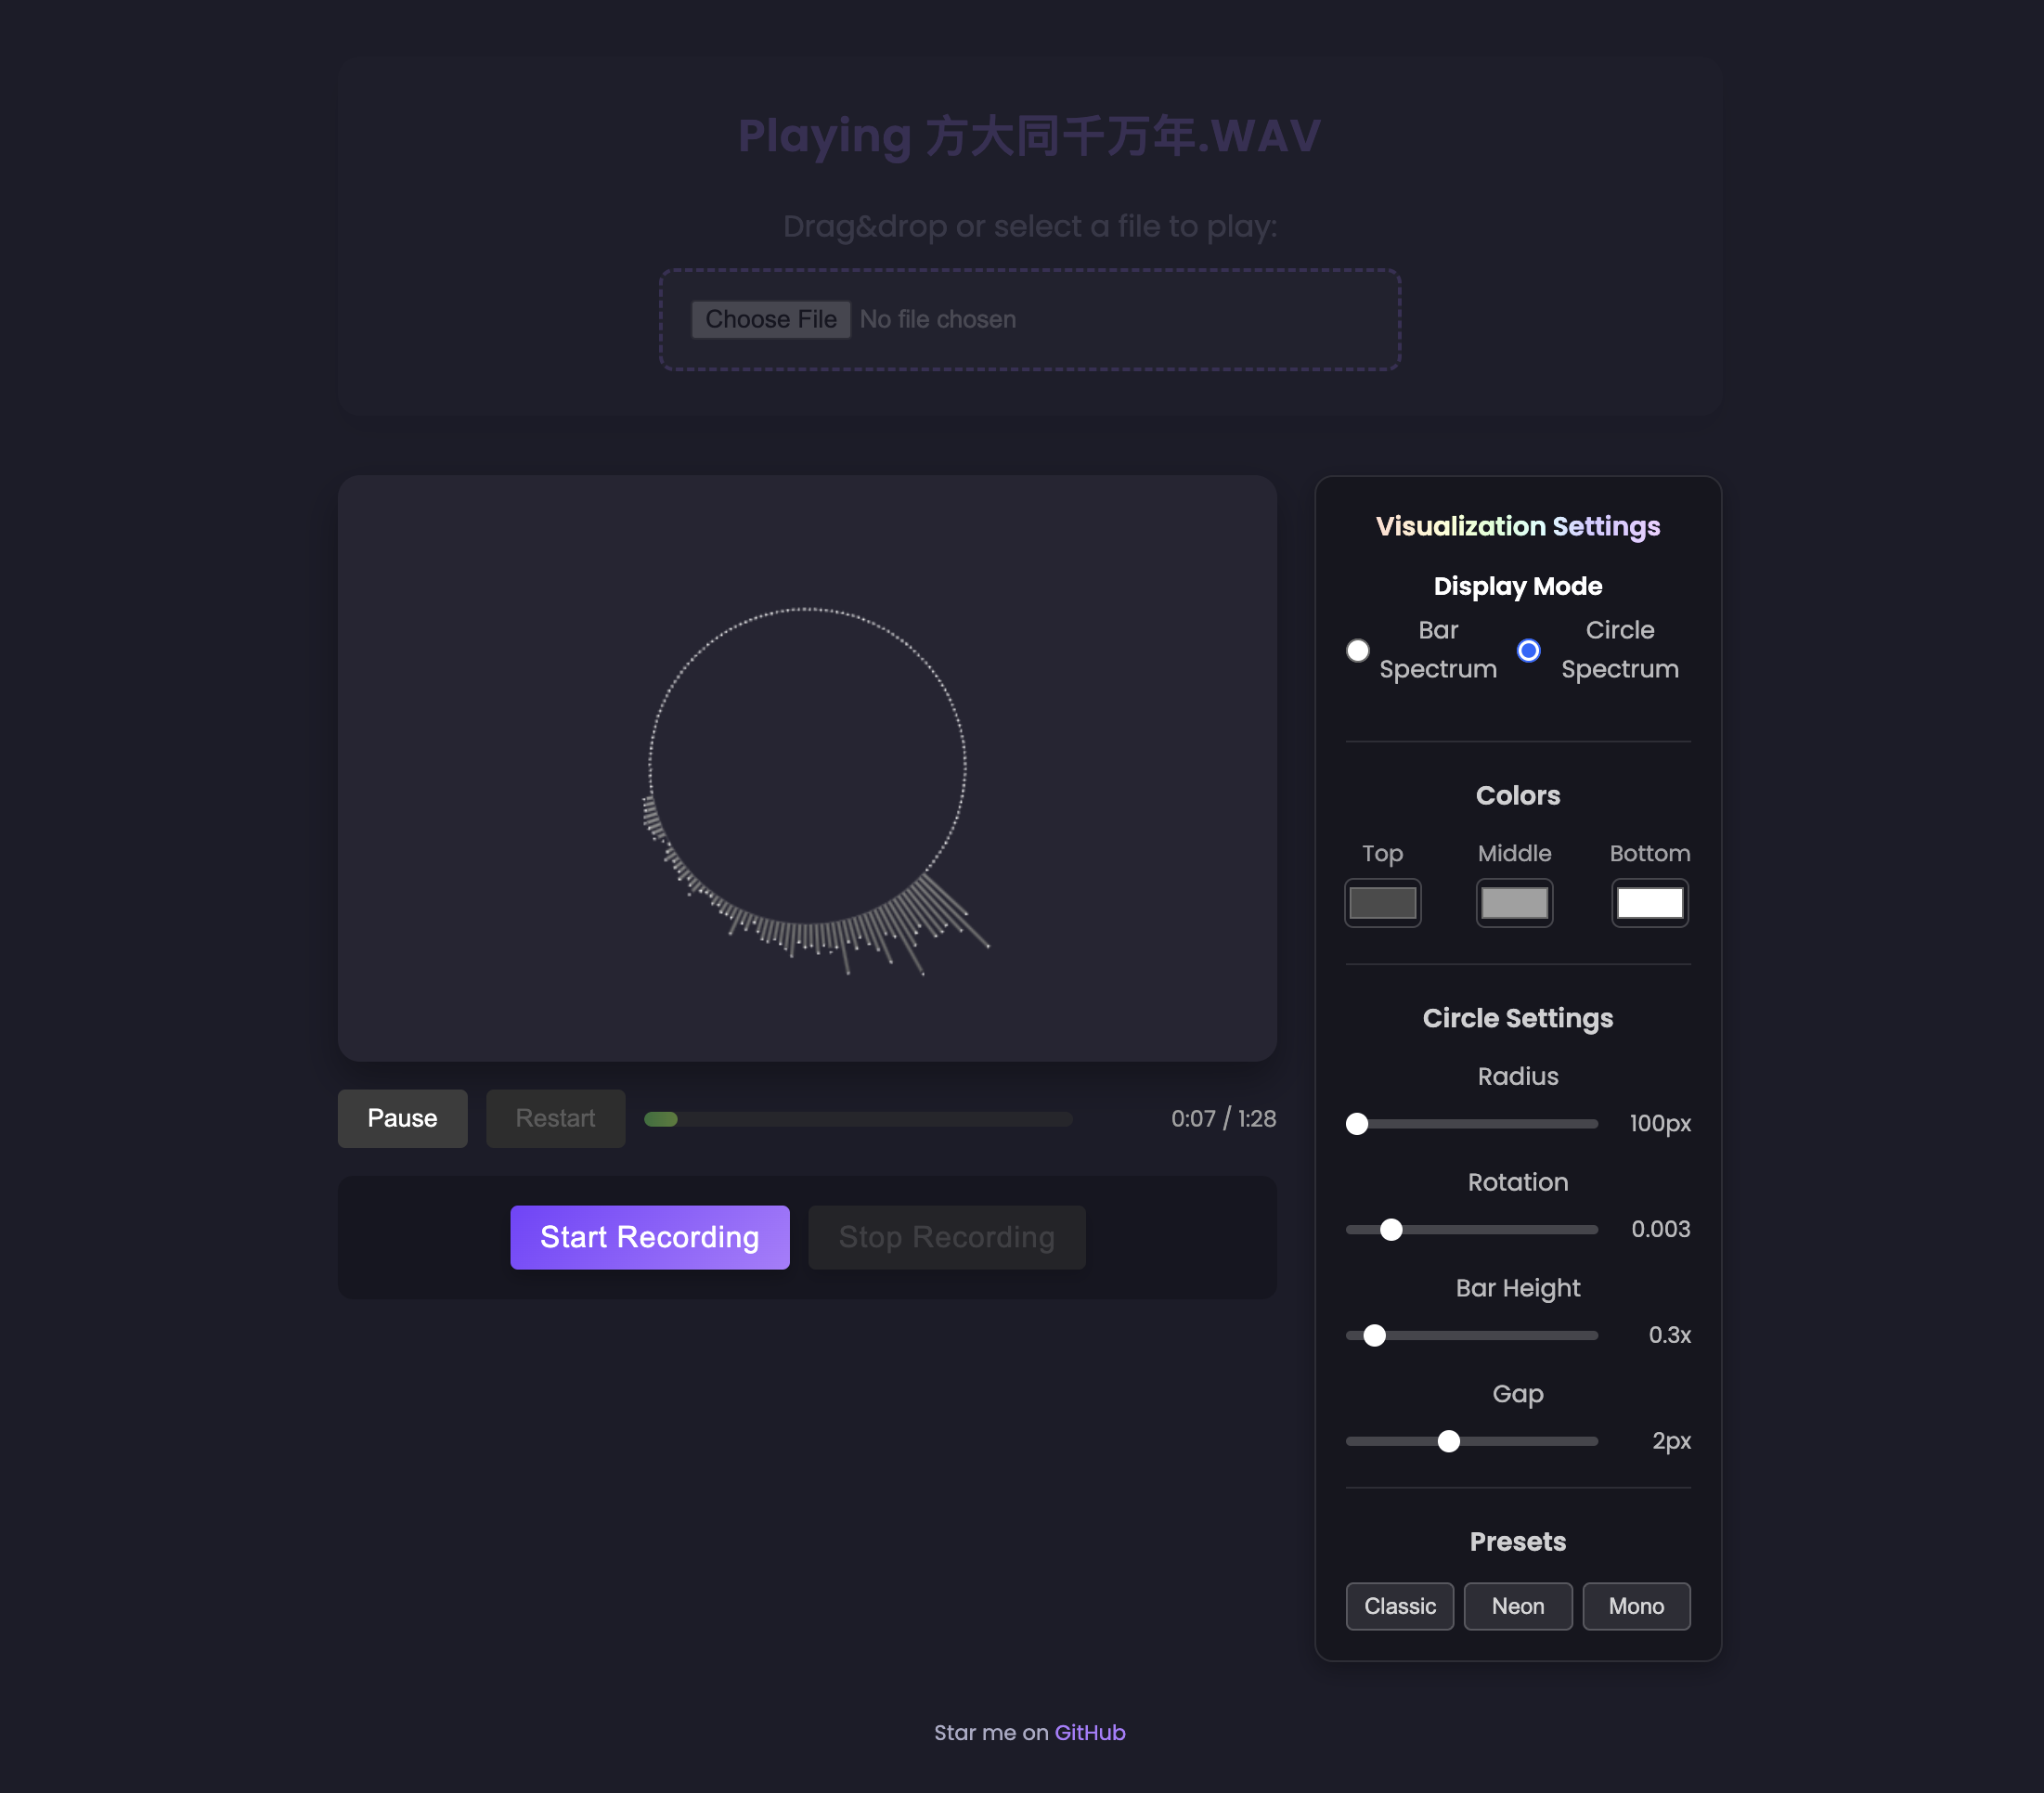 Playing 方大同千万年.WAV
Drag&drop or select a file to play:
Choose File No file chosen
Visualization Settings
Display Mode
Bar Spectrum
Circle Spectrum
Colors
Top Middle Bottom
Circle Settings
Radius
100px
Rotation
0.003
Bar Height
0.3x
Gap
2px
Presets
Classic Neon Mono
Pause Restart 0:07 / 1:28
Start Recording Stop Recording
Star me on GitHub